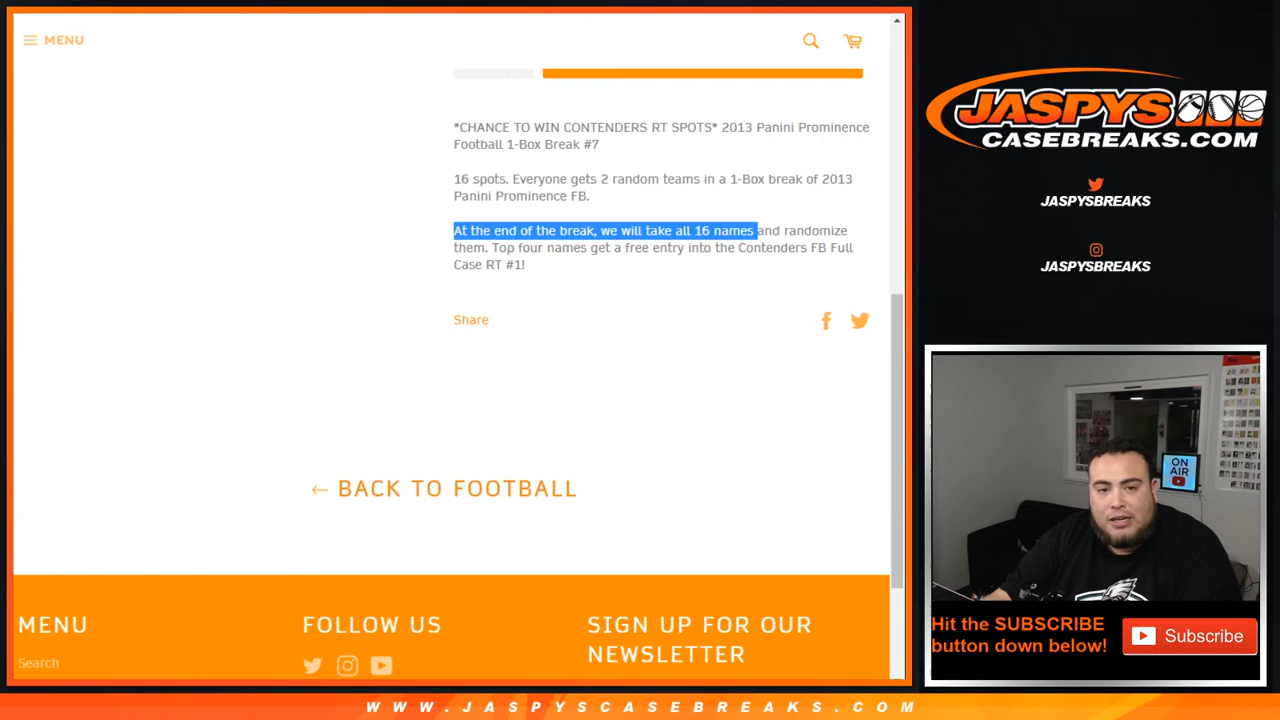 MENU
*CHANCE TO WIN CONTENDERS RT SPOTS* 2013 Panini Prominence
Football 1-Box Break #7
16 spots. Everyone gets 2 random teams in a 1-Box break of 2013
Panini Prominence FB.
At the end of the break, we will take all 16 names and randomize
them. Top four names get a free entry into the Contenders FB Full
Case RT #1!
Share
← BACK TO FOOTBALL
MENU
Search
FOLLOW US
SIGN UP FOR OUR
NEWSLETTER
JASPYS
CASEBREAKS.COM
JASPYSBREAKS
JASPYSBREAKS
ON
AIR
Hit the SUBSCRIBE
button down below!
Subscribe
WWW.JASPYSCASEBREAKS.COM